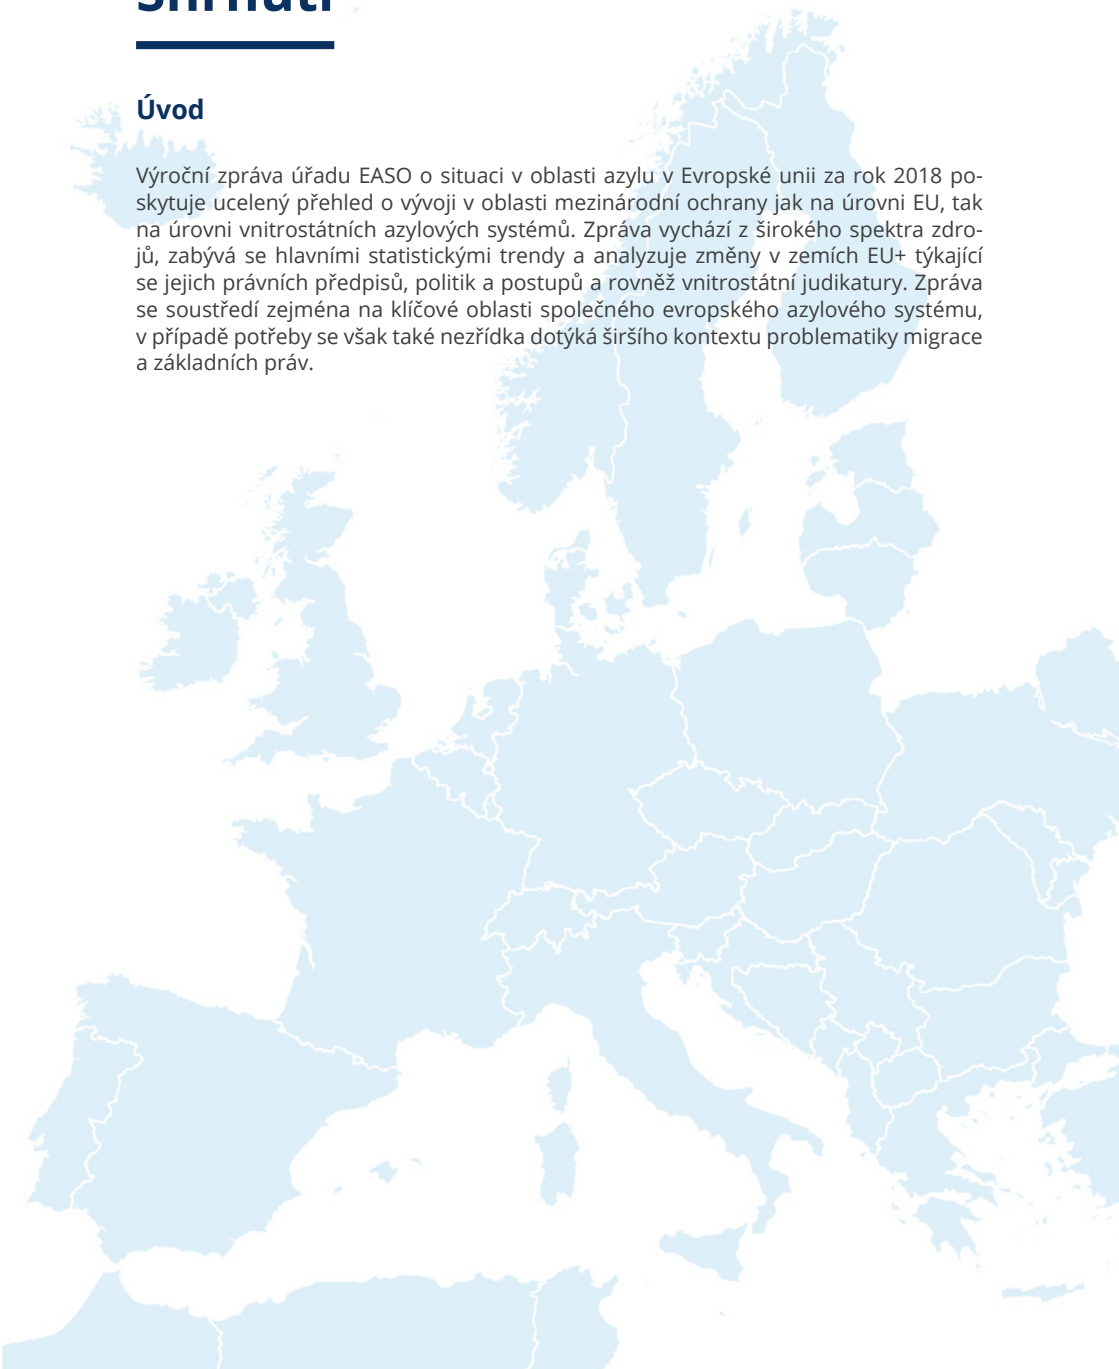 Shrnutí
Úvod
Výroční zpráva úřadu EASO o situaci v oblasti azylu v Evropské unii za rok 2018 po-
skytuje ucelený přehled o vývoji v oblasti mezinárodní ochrany jak na úrovni EU, tak
na úrovni vnitrostátních azylových systémů. Zpráva vychází z širokého spektra zdro-
jů, zabývá se hlavními statistickými trendy a analyzuje změny v zemích EU+ týkající
se jejich právních předpisů, politik a postupů a rovněž vnitrostátní judikatury. Zpráva
se soustředí zejména na klíčové oblasti společného evropského azylového systému,
v případě potřeby se však také nezřídka dotýká širšího kontextu problematiky migrace
a základních práv.